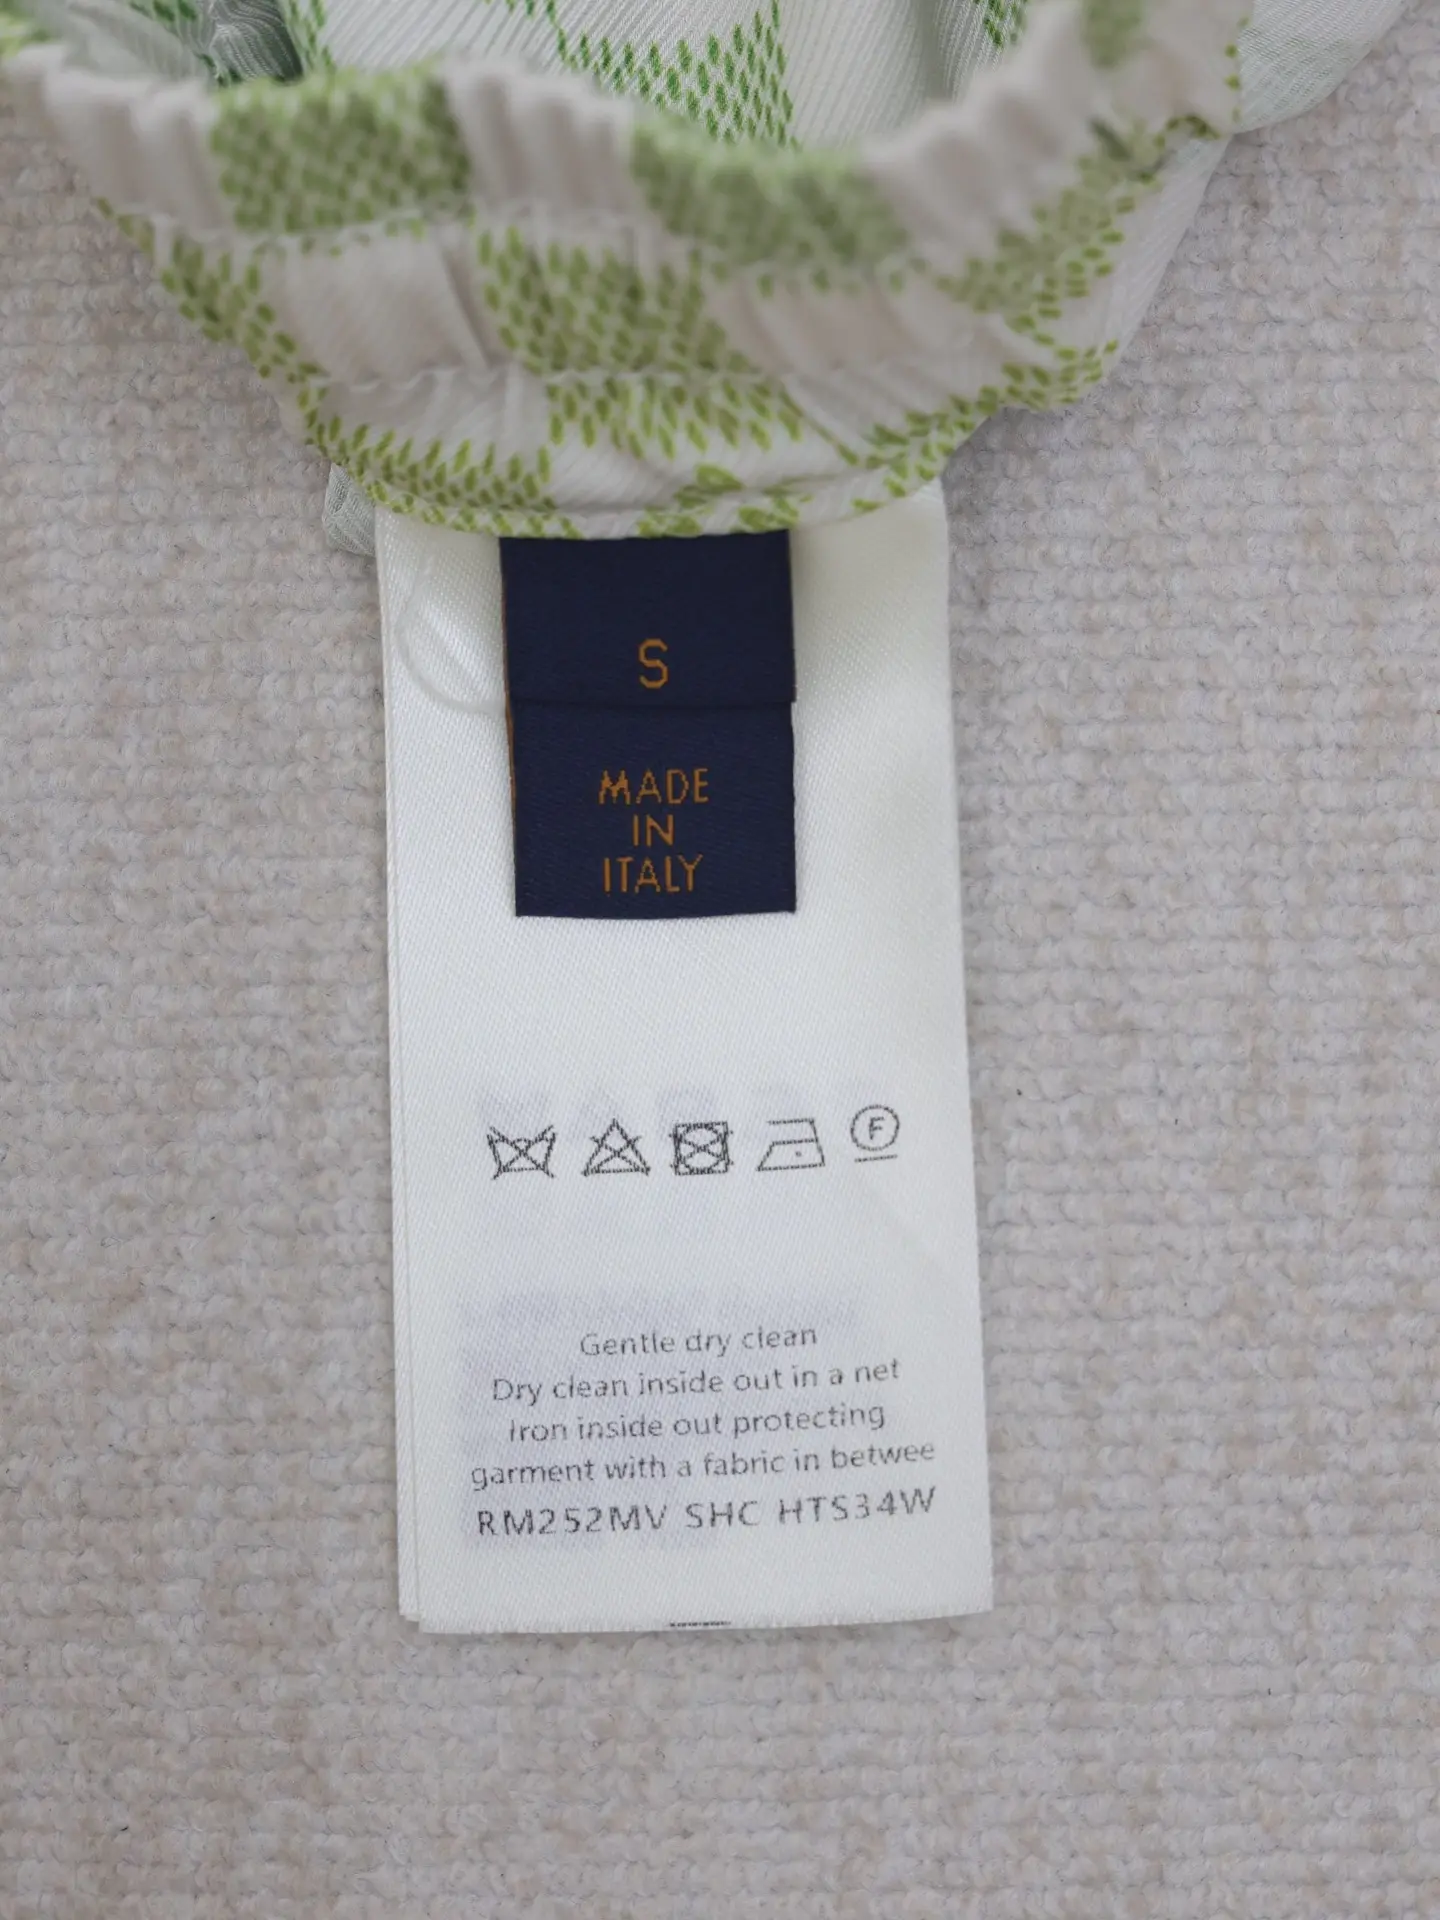 S
MADE
IN
ITALY
F
Gentle dry clean
Dry clean inside out in a net
Iron inside out protecting
garment with a fabric in betwee
RM252MV SHC HTS34W